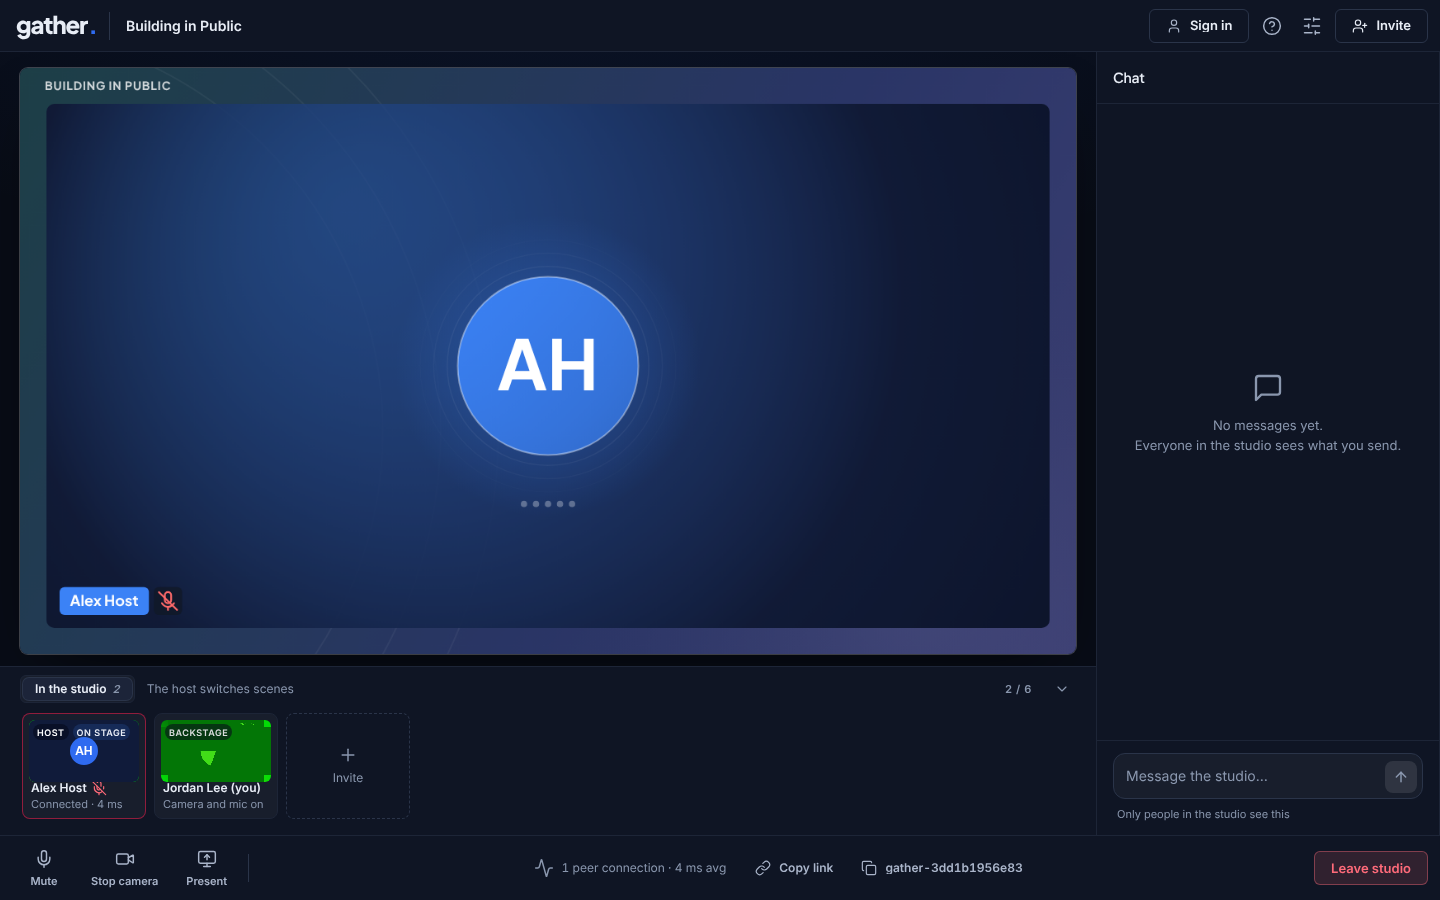 gather.
Building in Public
Sign in
Invite
BUILDING IN PUBLIC
AH
Alex Host
Chat
No messages yet.
Everyone in the studio sees what you send.
In the studio 2
The host switches scenes
2 / 6
HOST
ON STAGE
AH
Alex Host
Connected · 4 ms
BACKSTAGE
Jordan Lee (you)
Camera and mic on
Invite
Message the studio...
Only people in the studio see this
Mute
Stop camera
Present
1 peer connection · 4 ms avg
Copy link
gather-3dd1b1956e83
Leave studio